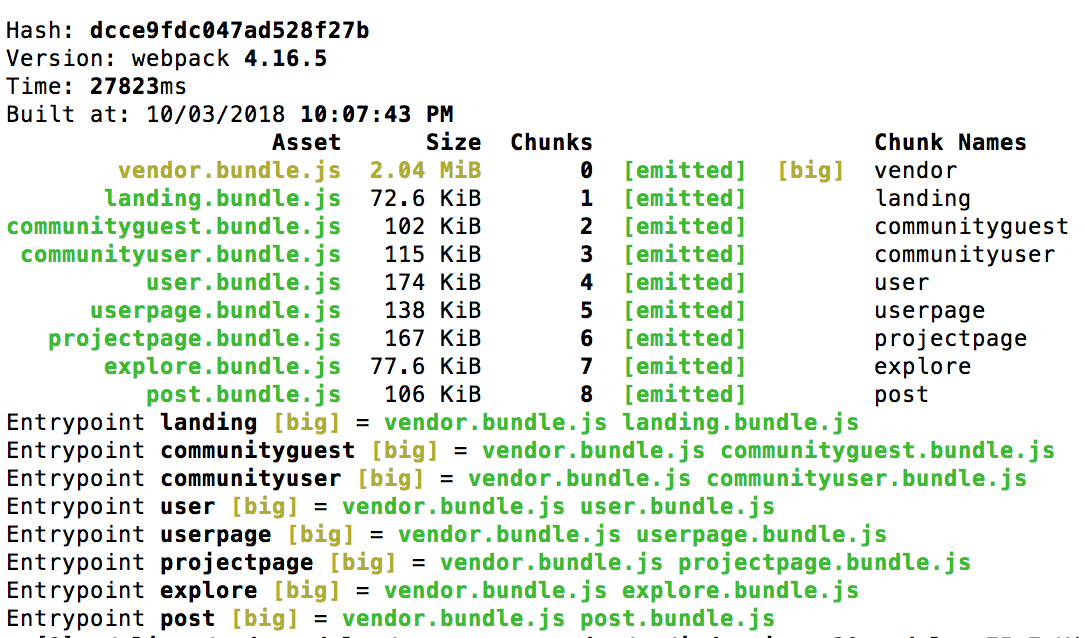 Hash: dcce9fdc047ad528f27b
Version: webpack 4.16.5
Time: 27823ms
Built at: 10/03/2018 10:07:43 PM
Asset Size Chunks Chunk Names
vendor.bundle.js 2.04 MiB 0 [emitted] [big] vendor
landing.bundle.js 72.6 KiB 1 [emitted] landing
communityguest.bundle.js 102 KiB 2 [emitted] communityguest
communityuser.bundle.js 115 KiB 3 [emitted] communityuser
user.bundle.js 174 KiB 4 [emitted] user
userpage.bundle.js 138 KiB 5 [emitted] userpage
projectpage.bundle.js 167 KiB 6 [emitted] projectpage
explore.bundle.js 77.6 KiB 7 [emitted] explore
post.bundle.js 106 KiB 8 [emitted] post
Entrypoint landing [big] = vendor.bundle.js landing.bundle.js
Entrypoint communityguest [big] = vendor.bundle.js communityguest.bundle.js
Entrypoint communityuser [big] = vendor.bundle.js communityuser.bundle.js
Entrypoint user [big] = vendor.bundle.js user.bundle.js
Entrypoint userpage [big] = vendor.bundle.js userpage.bundle.js
Entrypoint projectpage [big] = vendor.bundle.js projectpage.bundle.js
Entrypoint explore [big] = vendor.bundle.js explore.bundle.js
Entrypoint post [big] = vendor.bundle.js post.bundle.js